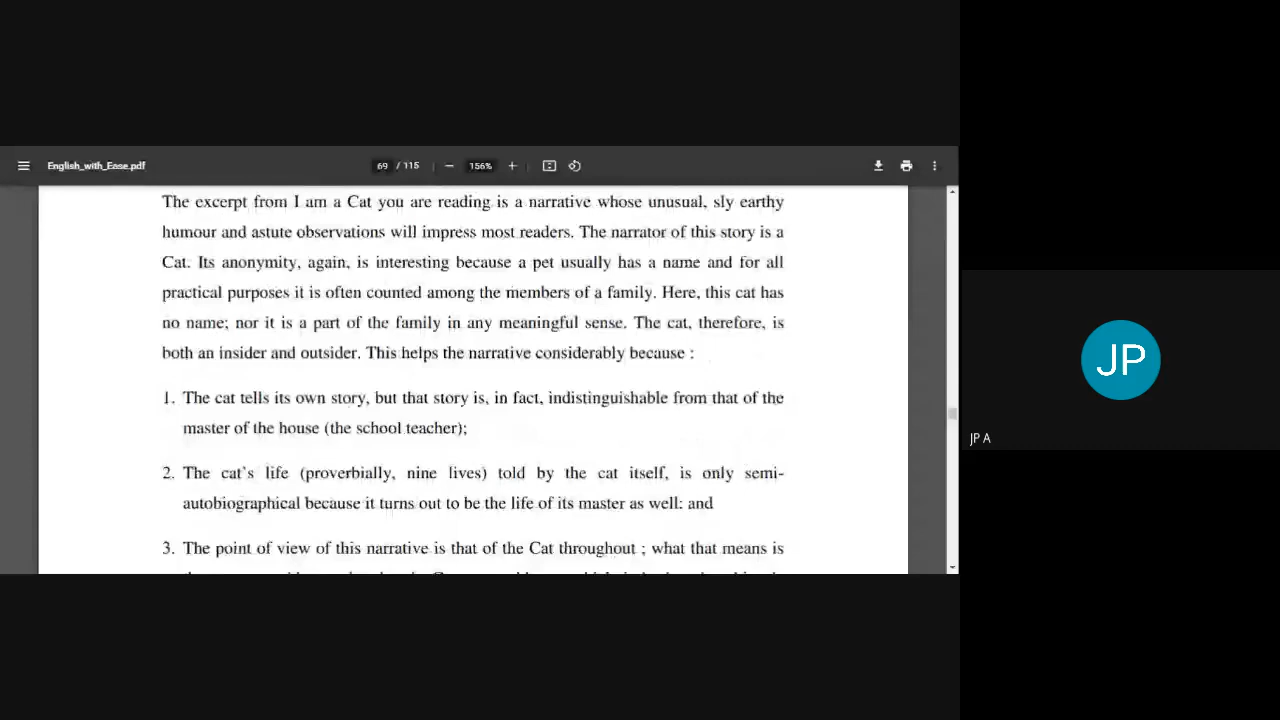 English_with_Ease.pdf
69 / 115
156%
The excerpt from I am a Cat you are reading is a narrative whose unusual, sly earthy
humour and astute observations will impress most readers. The narrator of this story is a
Cat. Its anonymity, again, is interesting because a pet usually has a name and for all
practical purposes it is often counted among the members of a family. Here, this cat has
no name; nor it is a part of the family in any meaningful sense. The cat, therefore, is
both an insider and outsider. This helps the narrative considerably because :
1. The cat tells its own story, but that story is, in fact, indistinguishable from that of the
master of the house (the school teacher);
2. The cat's life (proverbially, nine lives) told by the cat itself, is only semi-
autobiographical because it turns out to be the life of its master as well: and
3. The point of view of this narrative is that of the Cat throughout ; what that means is
JP
JP A